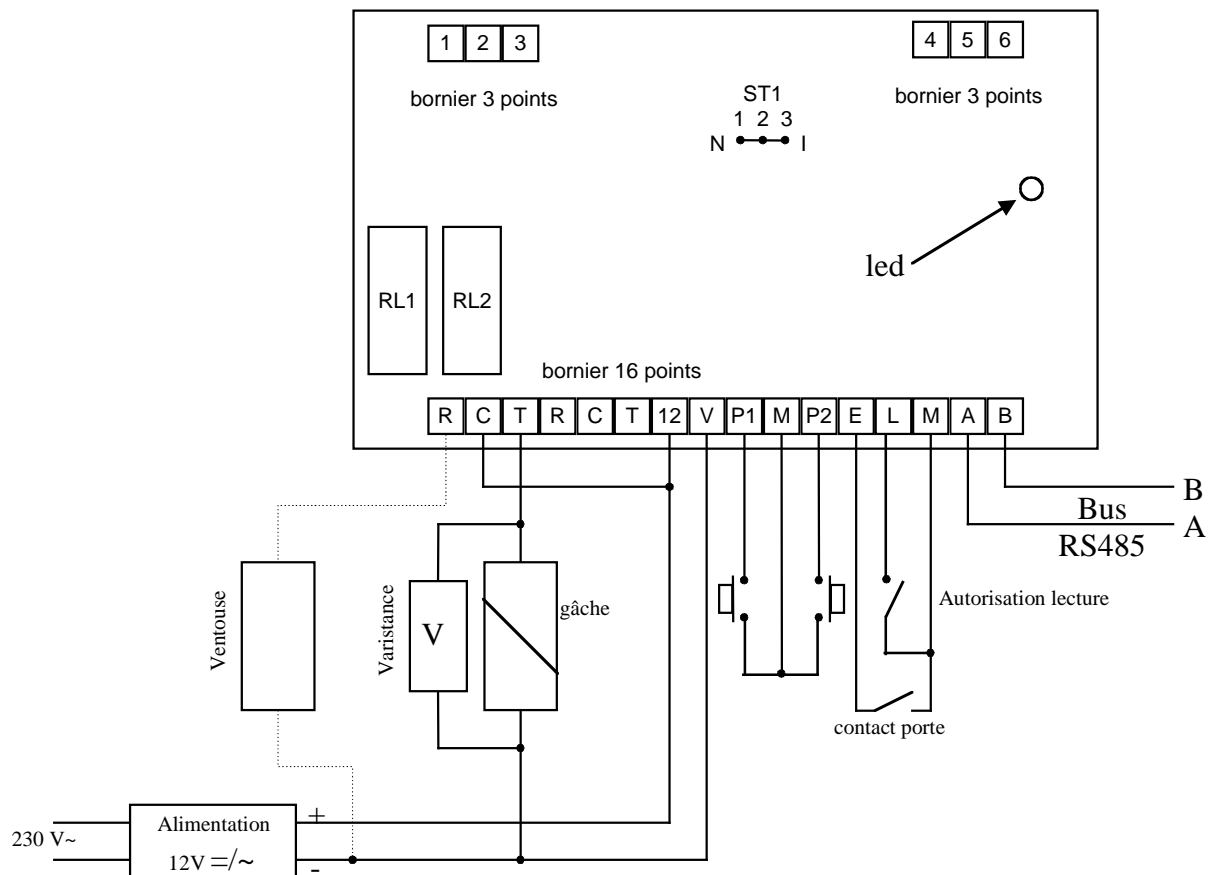 1 2 3
4 5 6
bornier 3 points
bornier 3 points
ST1
1 2 3
N I
led
RL1 RL2
bornier 16 points
R C T R C T 12 V P1 M P2 E L M A B
B
Bus
A
RS485
Ventouse
Varistance
V
gâche
Autorisation lecture
contact porte
230 V~
Alimentation
12V =/~
+
-